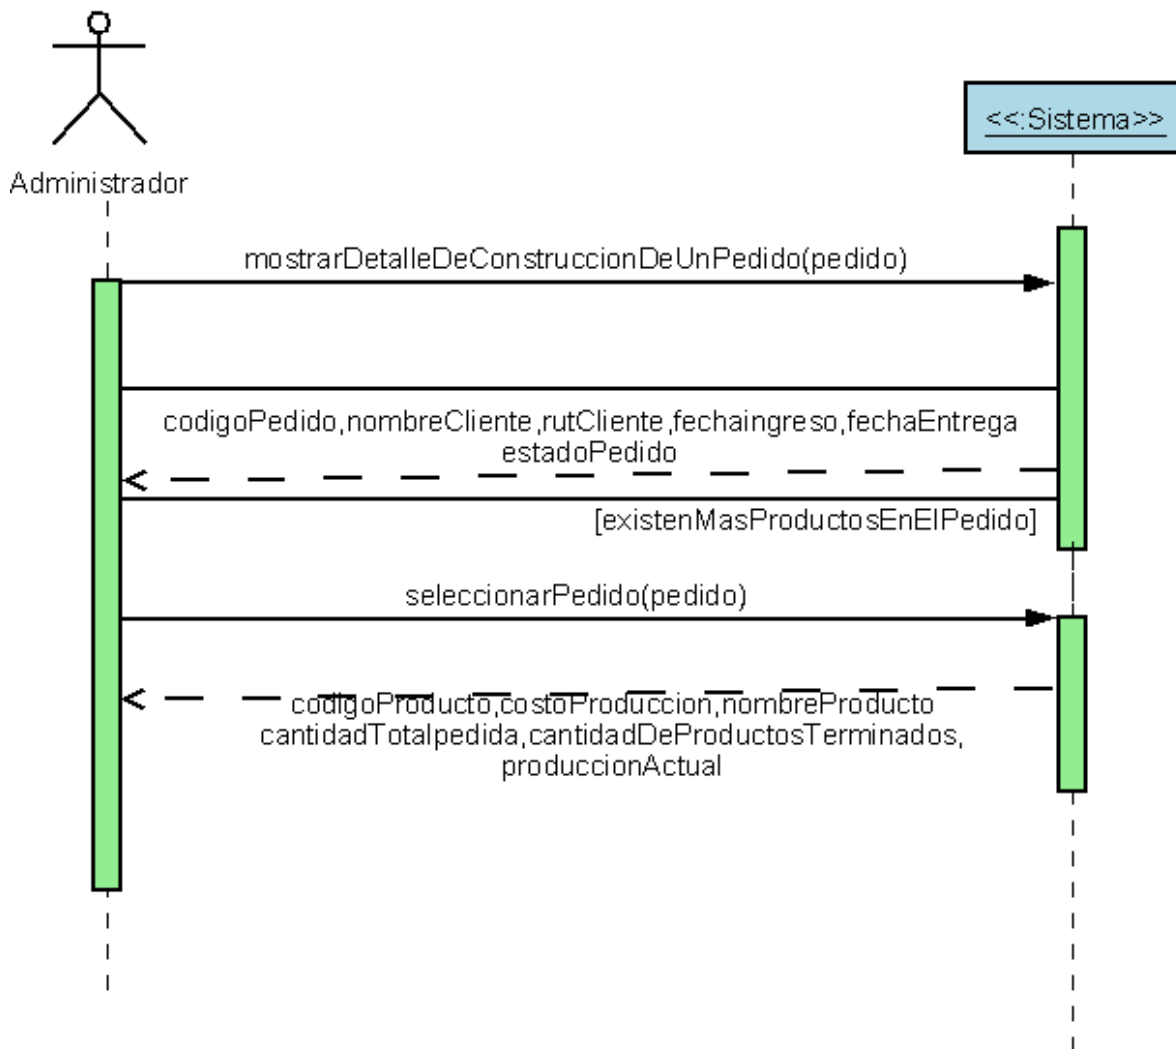 <<:Sistema>>
Administrador
mostrarDetalleDeConstruccionDeUnPedido(pedido)
codigoPedido,nombreCliente,rutCliente,fechaingreso,fechaEntrega
estadoPedido
[existenMasProductosEnElPedido]
seleccionarPedido(pedido)
codigoProducto,costoProduccion,nombreProducto
cantidadTotalpedida,cantidadDeProductosTerminados,
produccionActual